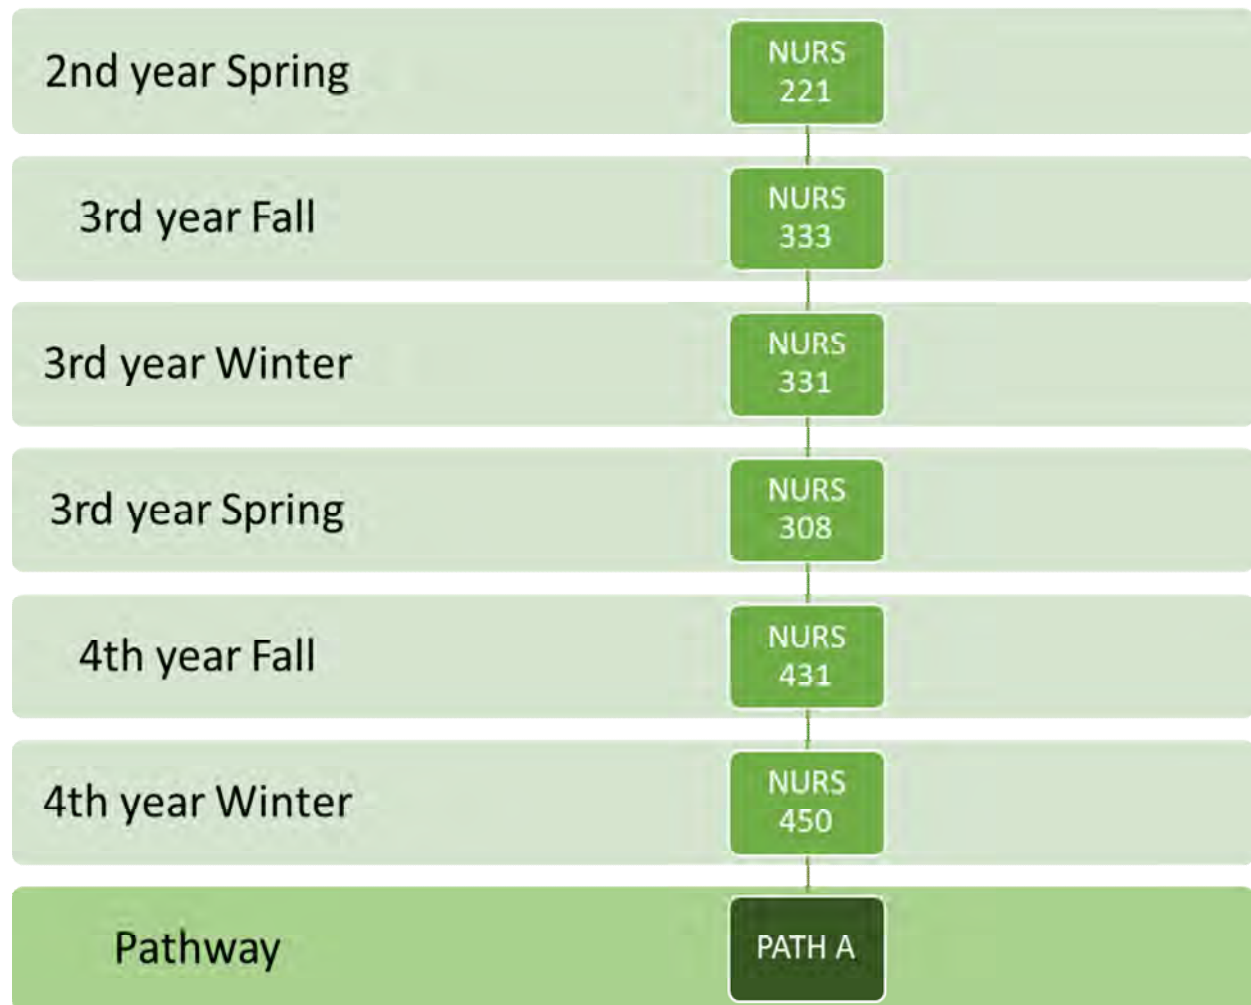 2nd year Spring
NURS
221
3rd year Fall
NURS
333
3rd year Winter
NURS
331
3rd year Spring
NURS
308
4th year Fall
NURS
431
4th year Winter
NURS
450
Pathway
PATH A